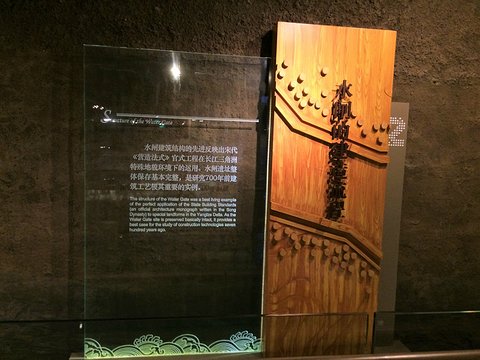 Structure of the Water Gate
水闸建筑结构的先进反映出宋代
《营造法式》官式工程在长江三角洲
特殊地貌环境下的运用。水闸遗址整
体保存基本完整，是研究700年前建
筑工艺极其重要的实例。
The structure of the Water Gate was a best living example
of the perfect application of the State Building Standards
(an official architecture monograph written in the Song
Dynasty) to special landforms in the Yangtze Delta. As the
Water Gate site is preserved basically intact, it provides a
best case for the study of construction technologies seven
hundred years ago.
水闸的建造
2